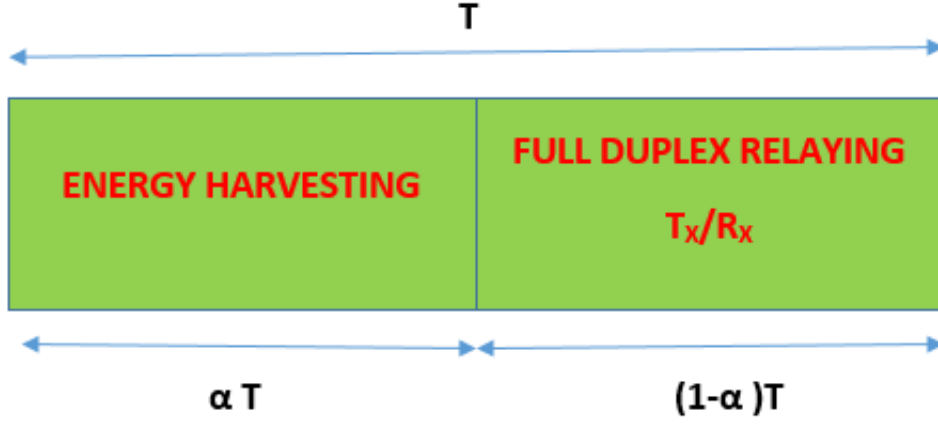 T
ENERGY HARVESTING
FULL DUPLEX RELAYING
Tx/Rx
α T
(1-α )T